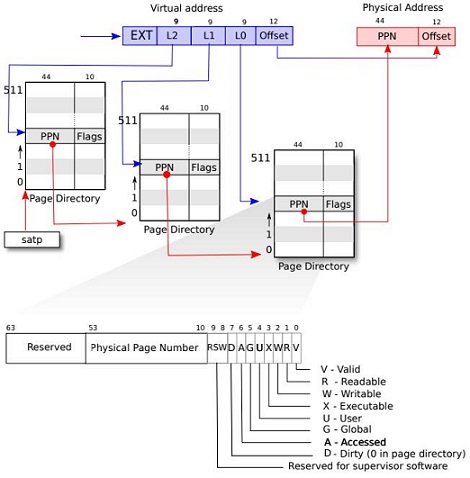 Virtual address
Physical Address
9 9 9 12
EXT L2 L1 L0 Offset
44 12
PPN Offset
44 10
511
PPN Flags
1
0
Page Directory
satp
44 10
511
PPN Flags
1
0
Page Directory
44 10
511
PPN Flags
1
0
Page Directory
63 53 10 9 8 7 6 5 4 3 2 1 0
Reserved Physical Page Number RSW D A G U X W R V
V - Valid
R - Readable
W - Writable
X - Executable
U - User
G - Global
A - Accessed
D - Dirty (0 in page directory)
Reserved for supervisor software